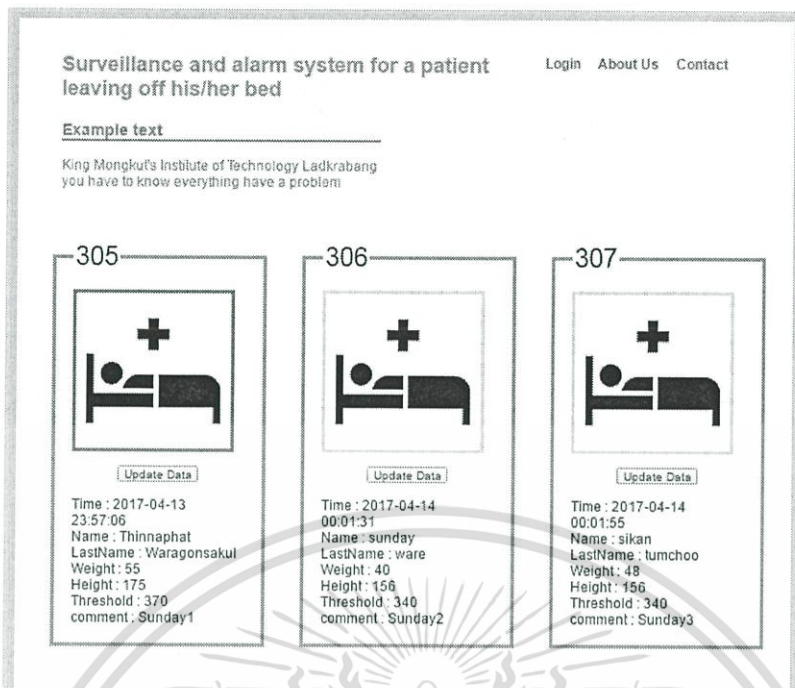 Surveillance and alarm system for a patient
leaving off his/her bed
Login About Us Contact
Example text
King Mongkut's Institute of Technology Ladkrabang
you have to know everything have a problem
305
Update Data
Time : 2017-04-13
23:57:06
Name : Thinnaphat
LastName : Waragonsakul
Weight : 55
Height : 175
Threshold : 370
comment : Sunday1
306
Update Data
Time : 2017-04-14
00:01:31
Name : sunday
LastName : ware
Weight : 40
Height : 156
Threshold : 340
comment : Sunday2
307
Update Data
Time : 2017-04-14
00:01:55
Name : sikan
LastName : tumchoo
Weight : 48
Height : 156
Threshold : 340
comment : Sunday3